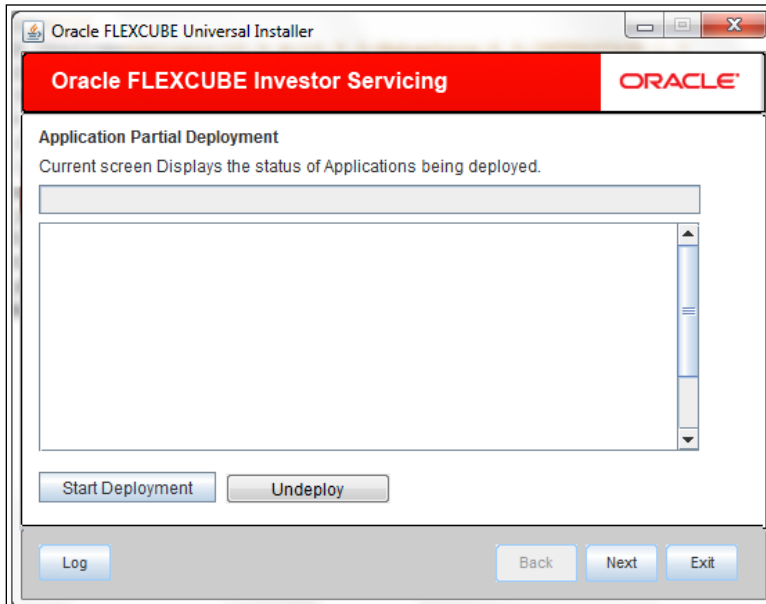 Oracle FLEXCUBE Universal Installer
Oracle FLEXCUBE Investor Servicing
ORACLE
Application Partial Deployment
Current screen Displays the status of Applications being deployed.
Start Deployment Undeploy
Log Back Next Exit